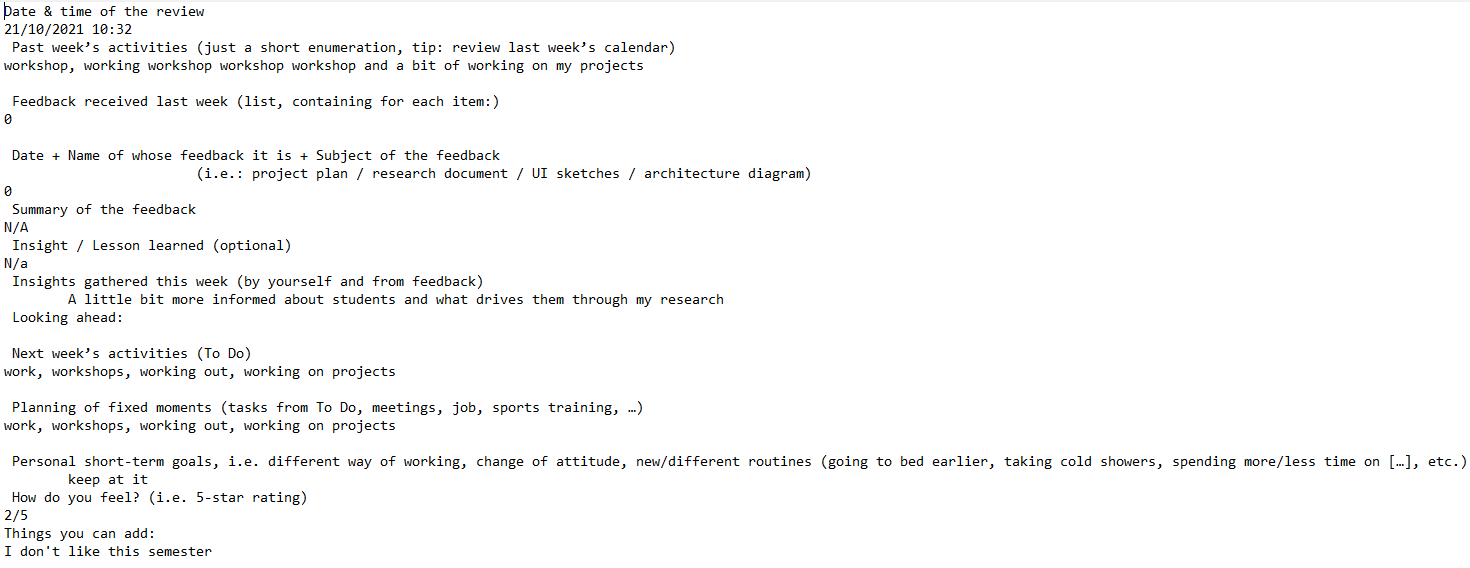 Date & time of the review
21/10/2021 10:32
Past week’s activities (just a short enumeration, tip: review last week’s calendar)
workshop, working workshop workshop workshop and a bit of working on my projects
Feedback received last week (list, containing for each item:)
0
Date + Name of whose feedback it is + Subject of the feedback
(i.e.: project plan / research document / UI sketches / architecture diagram)
0
Summary of the feedback
N/A
Insight / Lesson learned (optional)
N/a
Insights gathered this week (by yourself and from feedback)
A little bit more informed about students and what drives them through my research
Looking ahead:
Next week’s activities (To Do)
work, workshops, working out, working on projects
Planning of fixed moments (tasks from To Do, meetings, job, sports training, …)
work, workshops, working out, working on projects
Personal short-term goals, i.e. different way of working, change of attitude, new/different routines (going to bed earlier, taking cold showers, spending more/less time on […], etc.)
keep at it
How do you feel? (i.e. 5-star rating)
2/5
Things you can add:
I don't like this semester